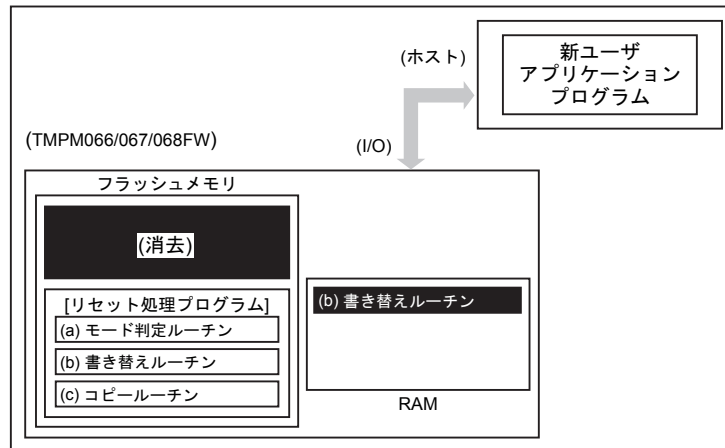 (ホスト)
新ユーザ
アプリケーション
プログラム
(TMPM066/067/068FW)
(I/O)
フラッシュメモリ
(消去)
[リセット処理プログラム]
(a) モード判定ルーチン
(b) 書き替えルーチン
(c) コピールーチン
(b) 書き替えルーチン
RAM